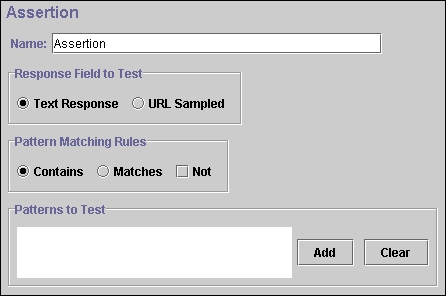 Assertion
Name: Assertion
Response Field to Test
Text Response URL Sampled
Pattern Matching Rules
Contains Matches Not
Patterns to Test
Add Clear